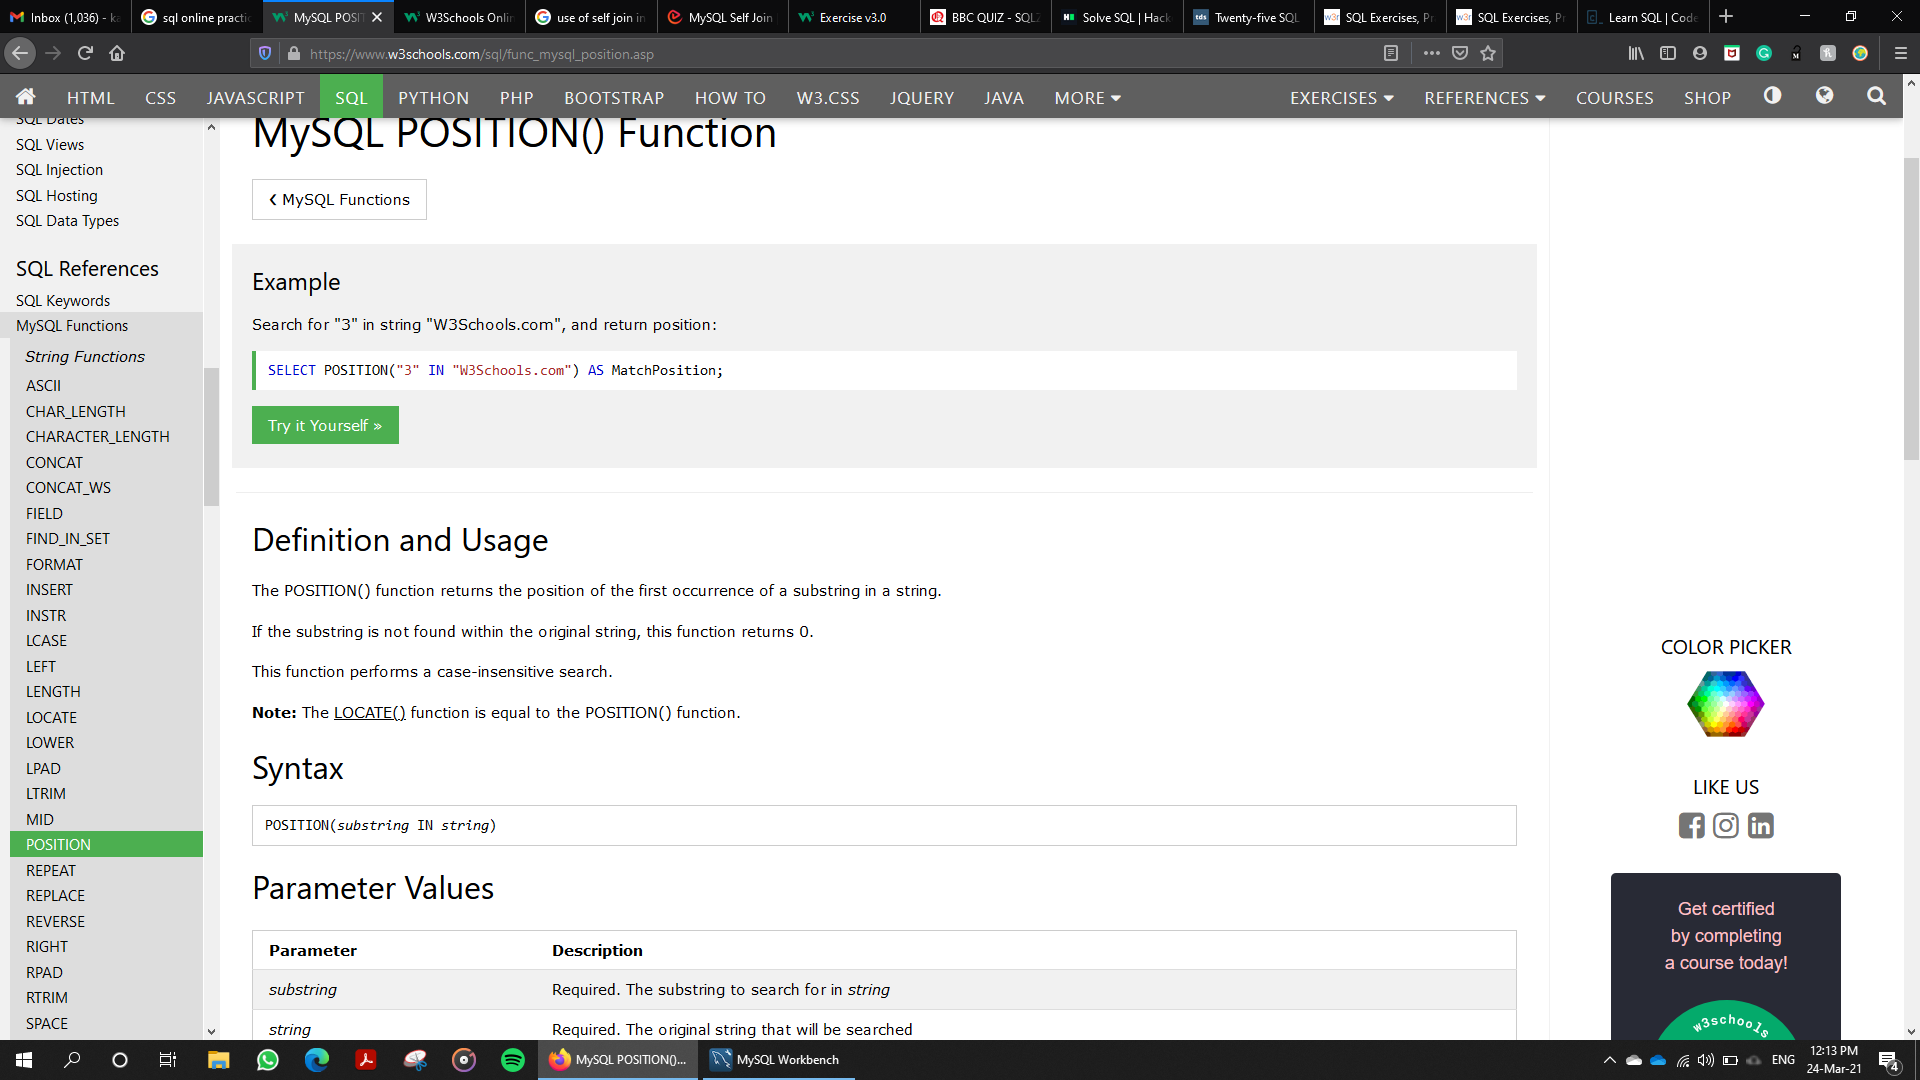 Inbox (1,036) - ka
sql online practic
MySQL POSIT
W3Schools Onlin
use of self join in
MySQL Self Join
Exercise v3.0
BBC QUIZ - SQLZ
Solve SQL | Hack
Twenty-five SQL
SQL Exercises, Pr
SQL Exercises, Pr
Learn SQL | Code
https://www.w3schools.com/sql/func_mysql_position.asp
HTML CSS JAVASCRIPT SQL PYTHON PHP BOOTSTRAP HOW TO W3.CSS JQUERY JAVA MORE EXERCISES REFERENCES COURSES SHOP
SQL Dates
SQL Views
SQL Injection
SQL Hosting
SQL Data Types
SQL References
SQL Keywords
MySQL Functions
String Functions
ASCII
CHAR_LENGTH
CHARACTER_LENGTH
CONCAT
CONCAT_WS
FIELD
FIND_IN_SET
FORMAT
INSERT
INSTR
LCASE
LEFT
LENGTH
LOCATE
LOWER
LPAD
LTRIM
MID
POSITION
REPEAT
REPLACE
REVERSE
RIGHT
RPAD
RTRIM
SPACE
MySQL POSITION() Function
❮ MySQL Functions
Example
Search for "3" in string "W3Schools.com", and return position:
SELECT POSITION("3" IN "W3Schools.com") AS MatchPosition;
Try it Yourself »
Definition and Usage
The POSITION() function returns the position of the first occurrence of a substring in a string.
If the substring is not found within the original string, this function returns 0.
This function performs a case-insensitive search.
Note: The LOCATE() function is equal to the POSITION() function.
Syntax
POSITION(substring IN string)
Parameter Values
Parameter Description
substring Required. The substring to search for in string
string Required. The original string that will be searched
COLOR PICKER
LIKE US
Get certified
by completing
a course today!
w3schools
MySQL POSITION()...
MySQL Workbench
ENG
12:13 PM
24-Mar-21
4